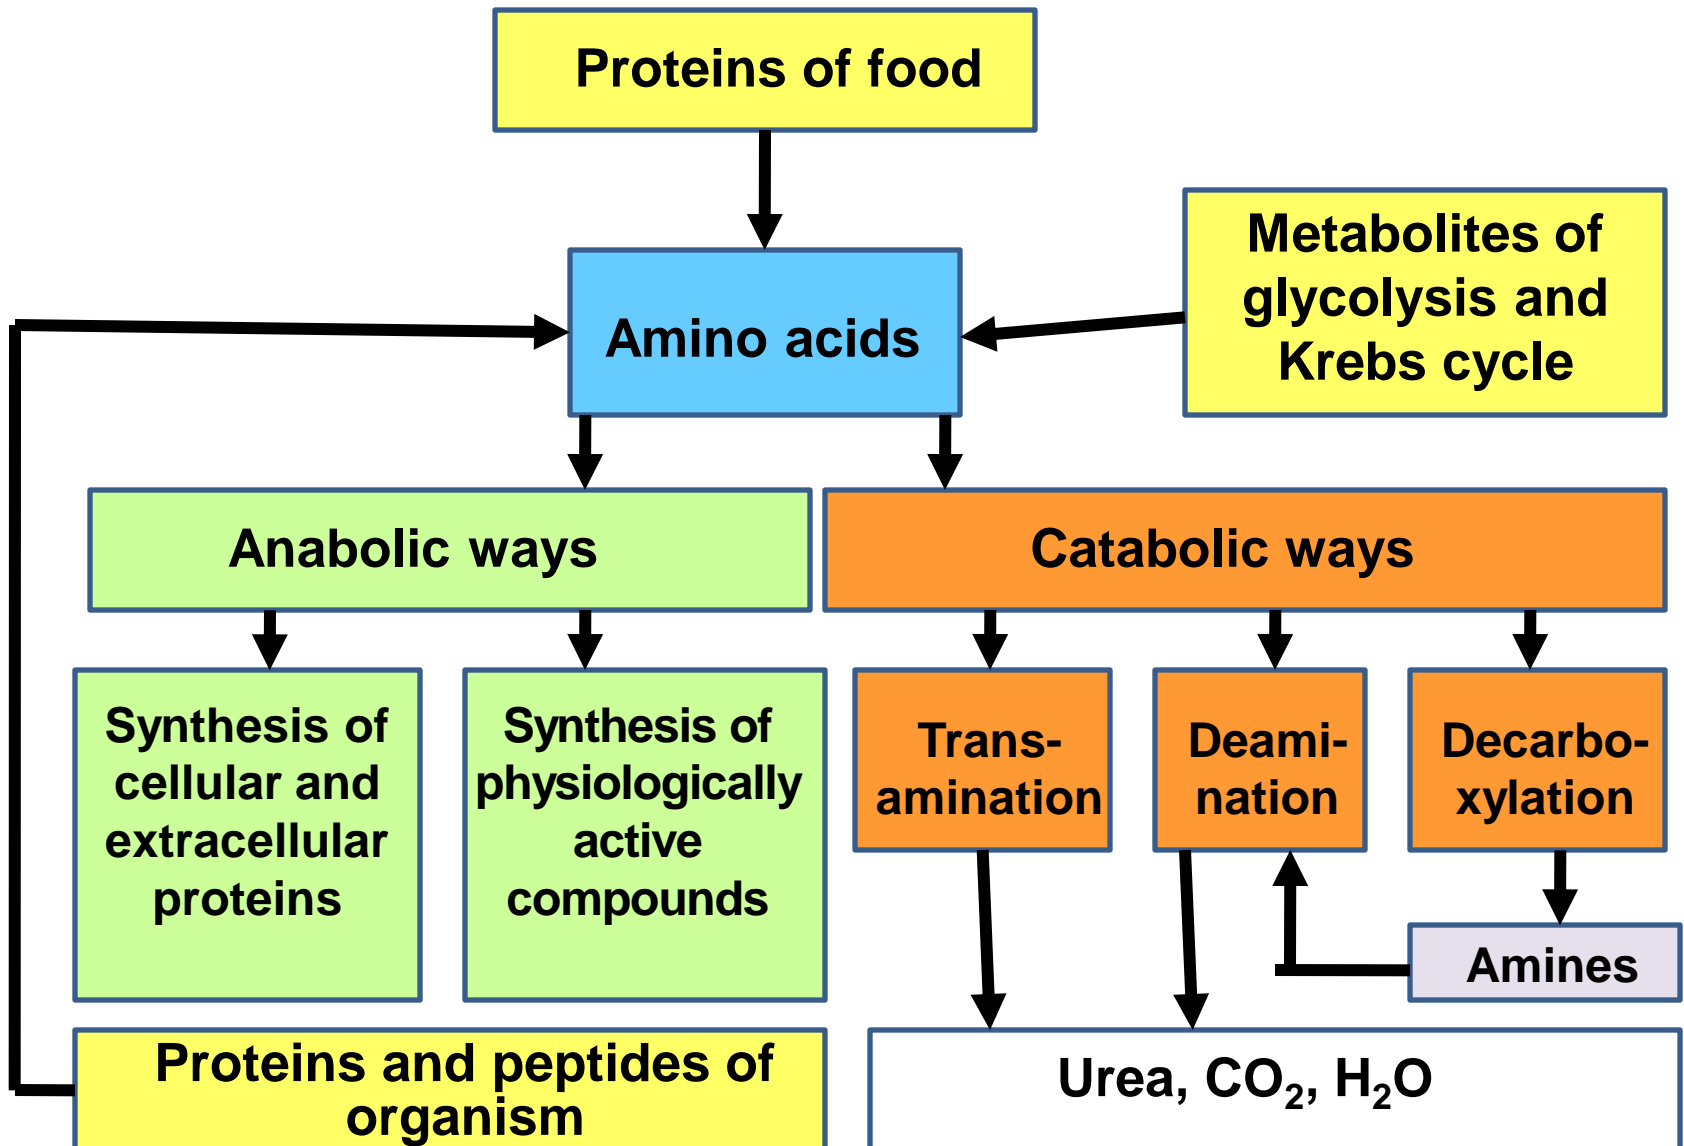 Proteins of food
Metabolites of
glycolysis and
Krebs cycle
Amino acids
Anabolic ways
Catabolic ways
Synthesis of
cellular and
extracellular
proteins
Synthesis of
physiologically
active
compounds
Trans-
amination
Deami-
nation
Decarbo-
xylation
Amines
Proteins and peptides of
organism
Urea, CO₂, H₂O